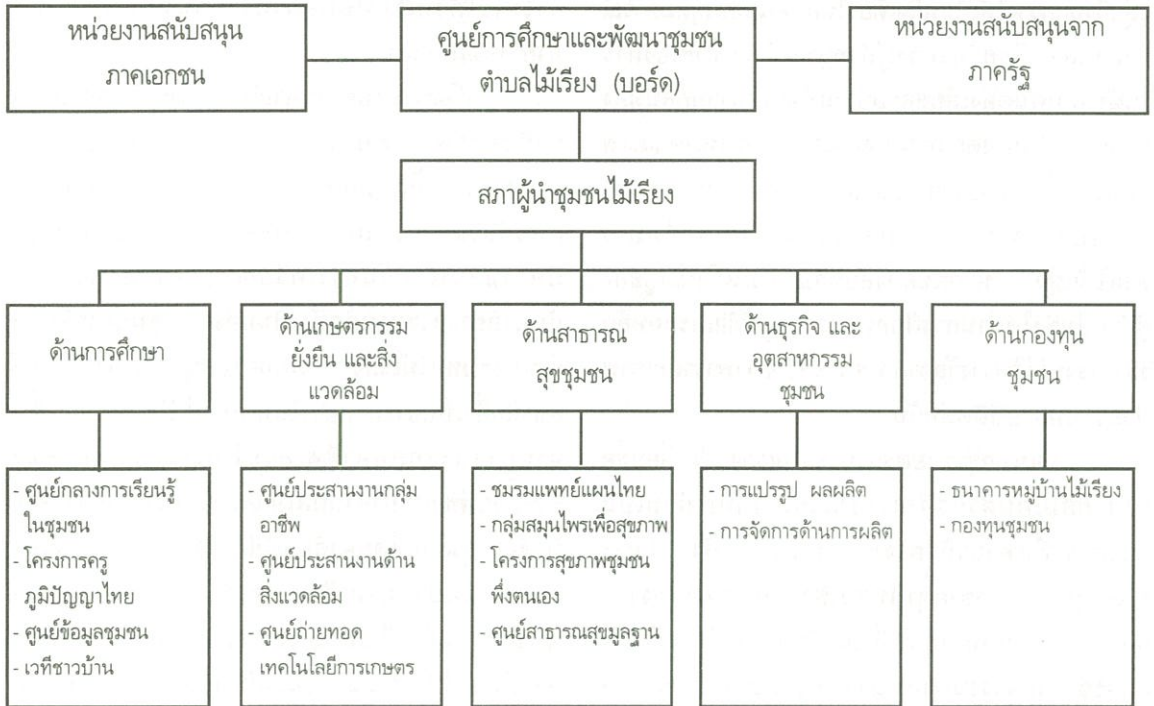 หน่วยงานสนับสนุน
ภาคเอกชน
ศูนย์การศึกษาและพัฒนาชุมชน
ตำบลไม้เรียง (บอร์ด)
หน่วยงานสนับสนุนจาก
ภาครัฐ
สภาผู้นำชุมชนไม้เรียง
ด้านการศึกษา
ด้านเกษตรกรรม
ยั่งยืน และสิ่ง
แวดล้อม
ด้านสาธารณ
สุขชุมชน
ด้านธุรกิจ และ
อุตสาหกรรม
ชุมชน
ด้านกองทุน
ชุมชน
- ศูนย์กลางการเรียนรู้
ในชุมชน
- โครงการครู
ภูมิปัญญาไทย
- ศูนย์ข้อมูลชุมชน
- เวทีชาวบ้าน
- ศูนย์ประสานงานกลุ่ม
อาชีพ
- ศูนย์ประสานงานด้าน
สิ่งแวดล้อม
- ศูนย์ถ่ายทอด
เทคโนโลยีการเกษตร
- ชมรมแพทย์แผนไทย
- กลุ่มสมุนไพรเพื่อสุขภาพ
- โครงการสุขภาพชุมชน
พึ่งตนเอง
- ศูนย์สาธารณสุขมูลฐาน
- การแปรรูป ผลผลิต
- การจัดการด้านการผลิต
- ธนาคารหมู่บ้านไม้เรียง
- กองทุนชุมชน